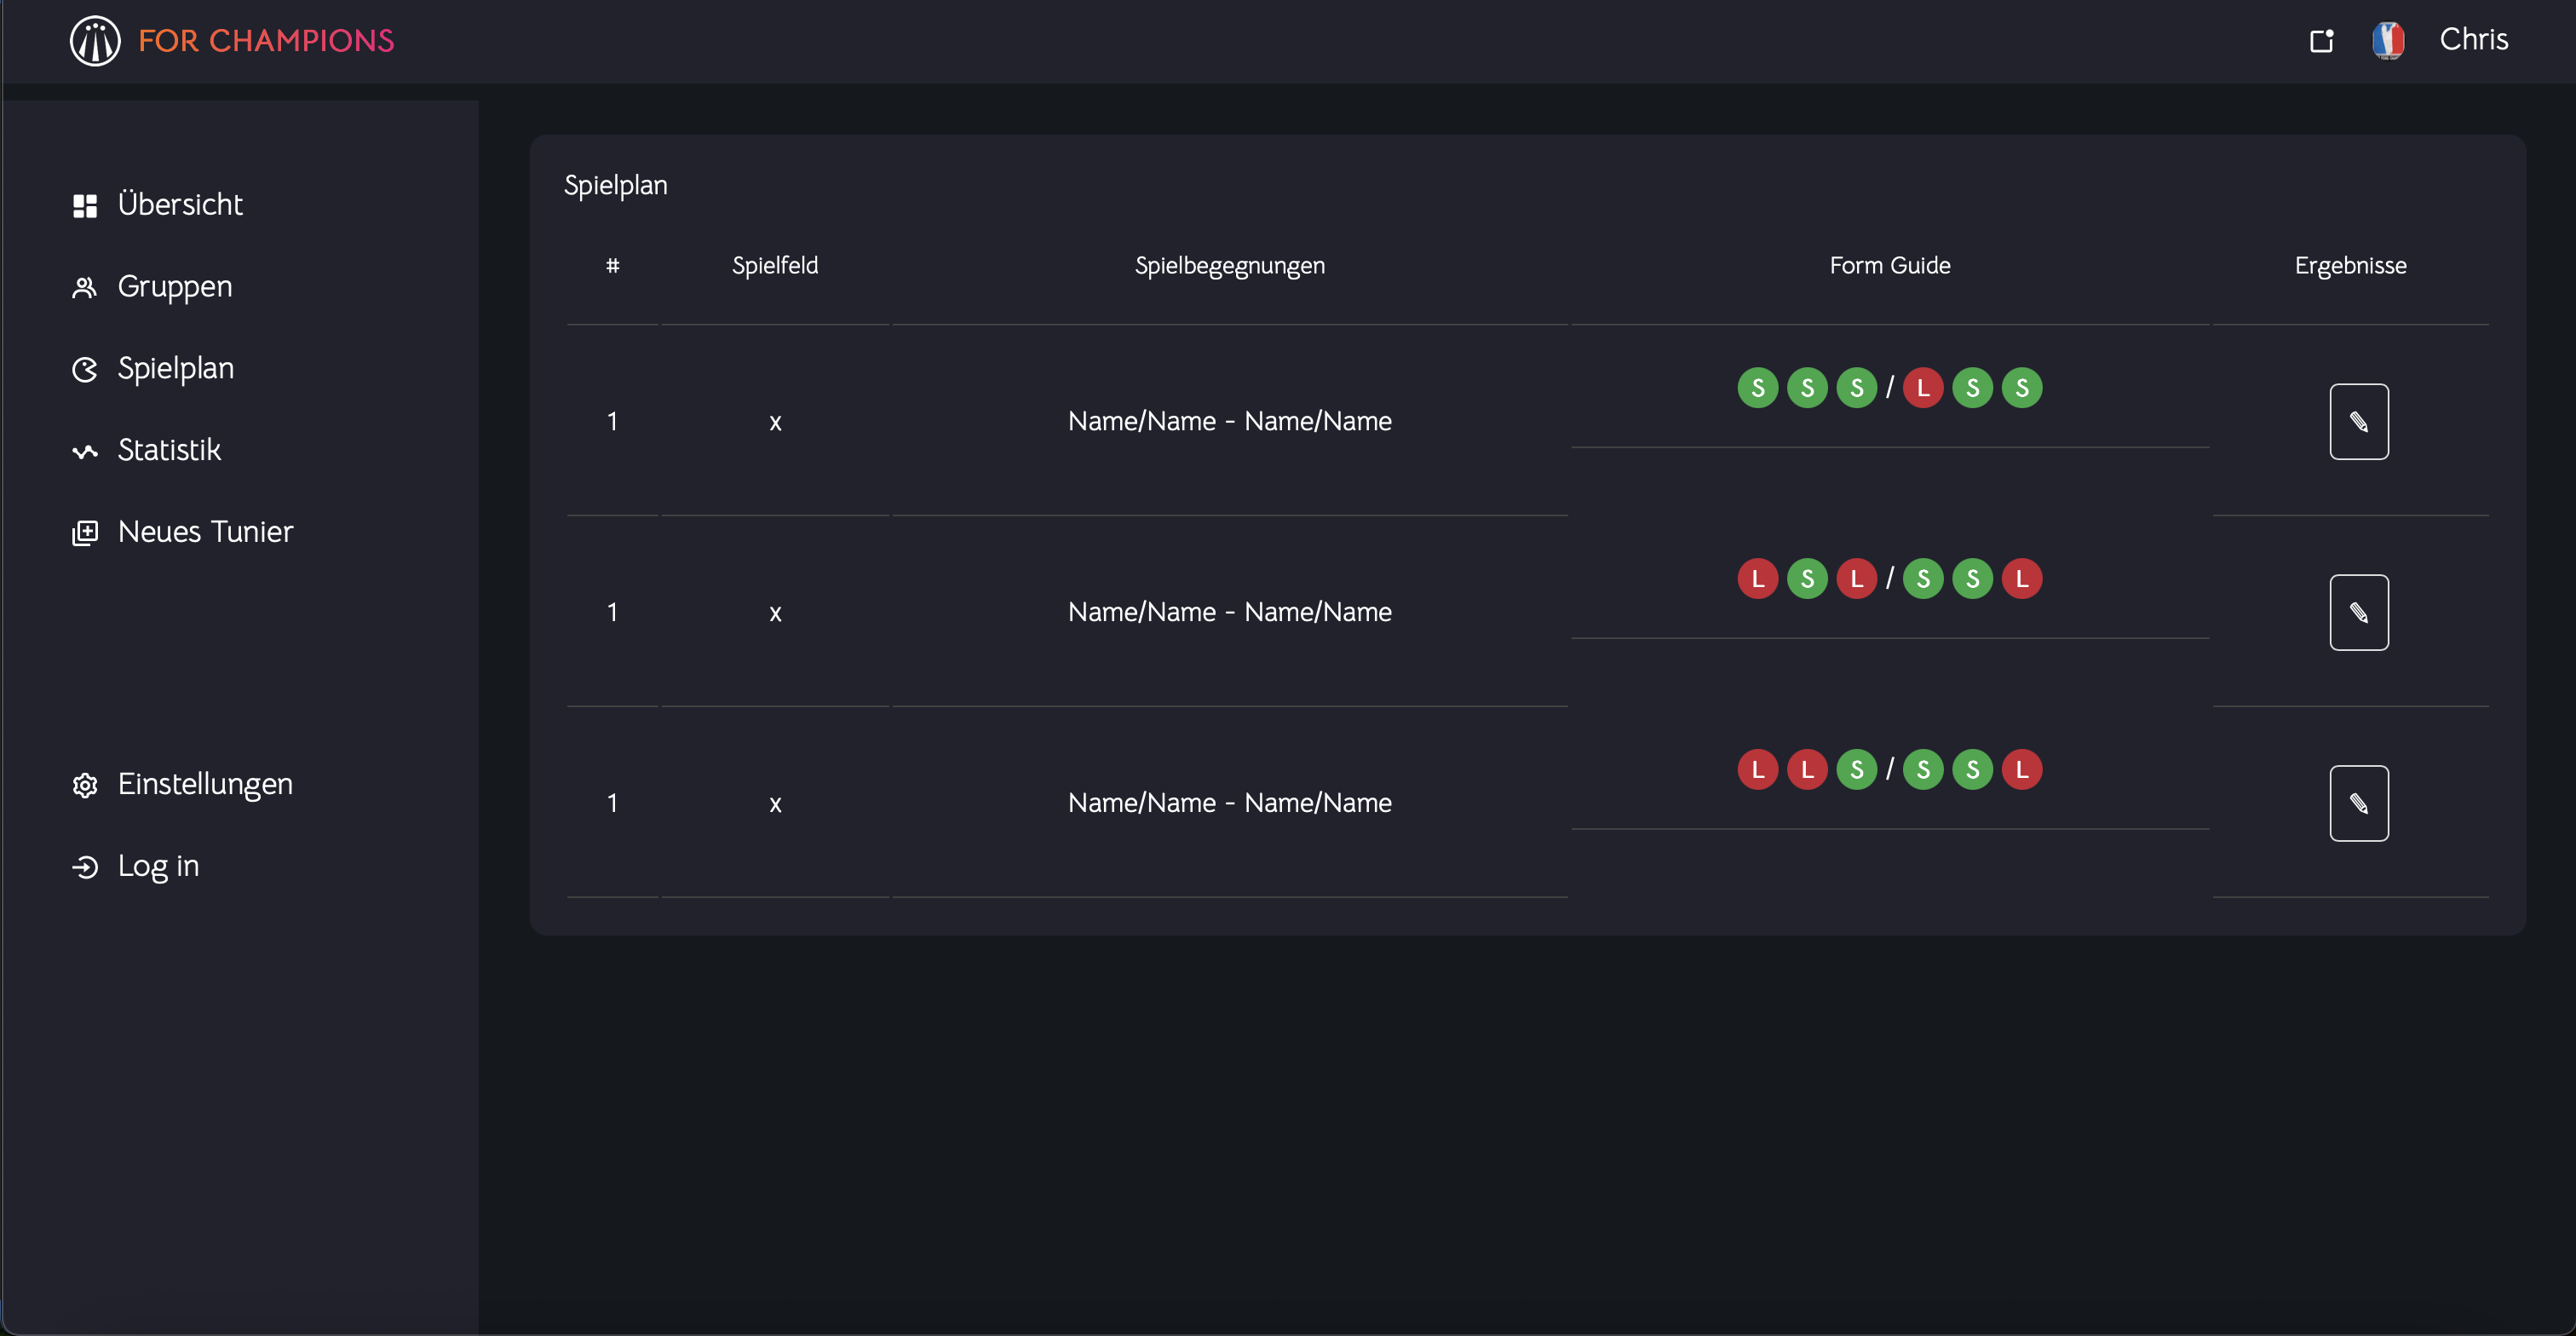 FOR CHAMPIONS
Chris
Übersicht
Gruppen
Spielplan
Statistik
Neues Tunier
Einstellungen
Log in
Spielplan
# Spielfeld Spielbegegnungen Form Guide Ergebnisse
1 x Name/Name - Name/Name S S S / L S S
1 x Name/Name - Name/Name L S L / S S L
1 x Name/Name - Name/Name L L S / S S L